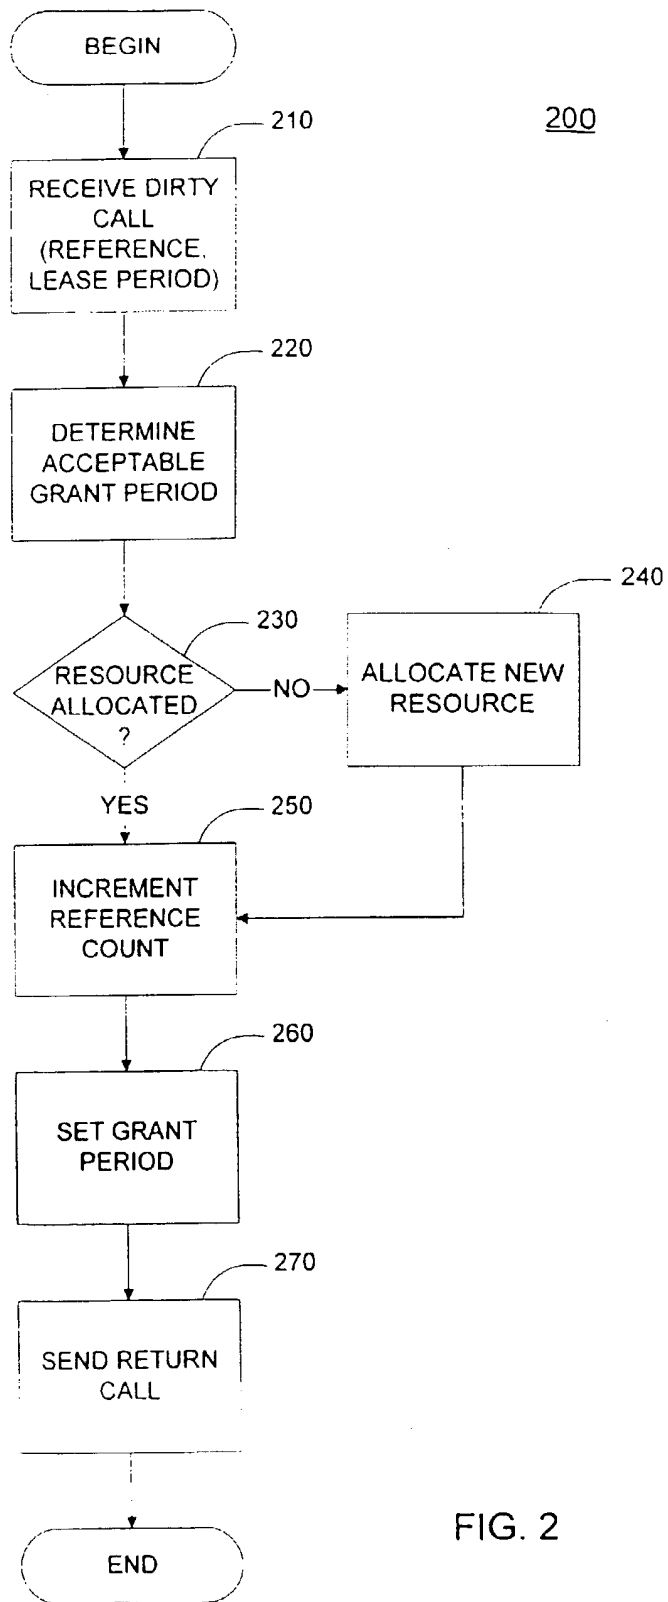 BEGIN
210
200
RECEIVE DIRTY
CALL
(REFERENCE,
LEASE PERIOD)
220
DETERMINE
ACCEPTABLE
GRANT PERIOD
230
240
RESOURCE
ALLOCATED
?
NO
ALLOCATE NEW
RESOURCE
YES
250
INCREMENT
REFERENCE
COUNT
260
SET GRANT
PERIOD
270
SEND RETURN
CALL
END
FIG. 2